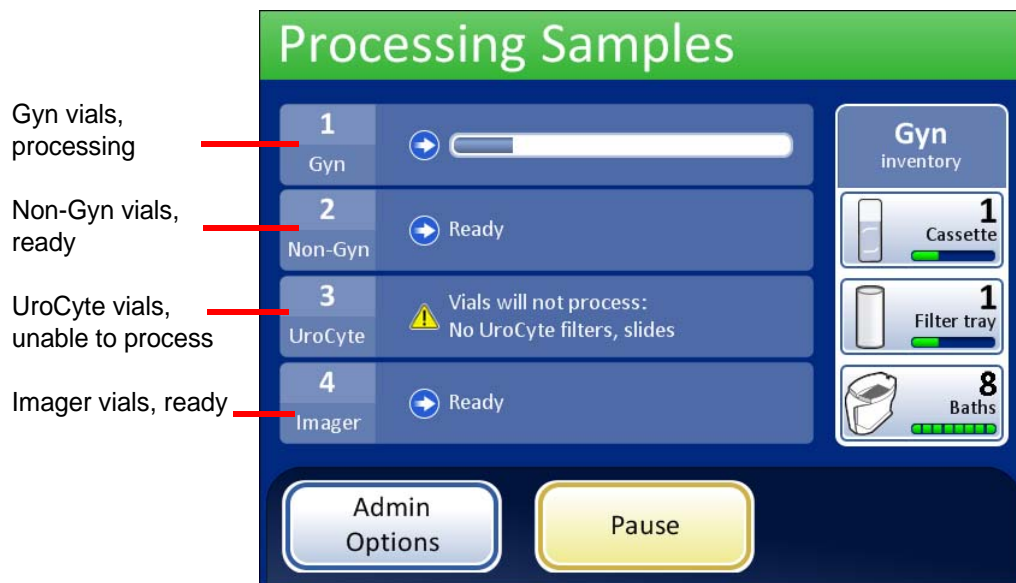 Processing Samples
Gyn vials,
processing
1
Gyn
Non-Gyn vials,
ready
2
Non-Gyn
Ready
UroCyte vials,
unable to process
3
UroCyte
Vials will not process:
No UroCyte filters, slides
Imager vials, ready
4
Imager
Ready
Gyn
inventory
1
Cassette
1
Filter tray
8
Baths
Admin
Options
Pause